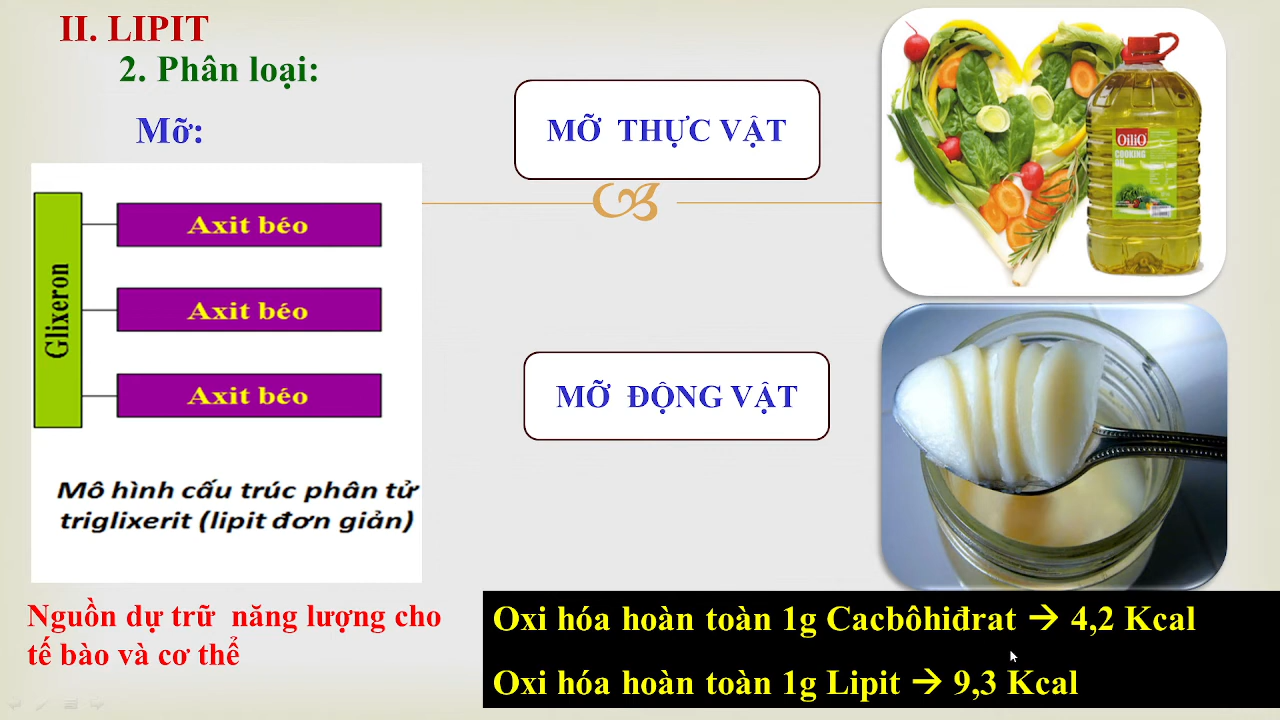 II. LIPIT
2. Phân loại:
Mỡ:
Glixeron
Axit béo
Axit béo
Axit béo
Mô hình cấu trúc phân tử
triglixerit (lipit đơn giản)
Nguồn dự trữ năng lượng cho
tế bào và cơ thể
MỠ THỰC VẬT
MỠ ĐỘNG VẬT
OiliO
COOKING
OIL
Oxi hóa hoàn toàn 1g Cacbôhiđrat → 4,2 Kcal
Oxi hóa hoàn toàn 1g Lipit → 9,3 Kcal